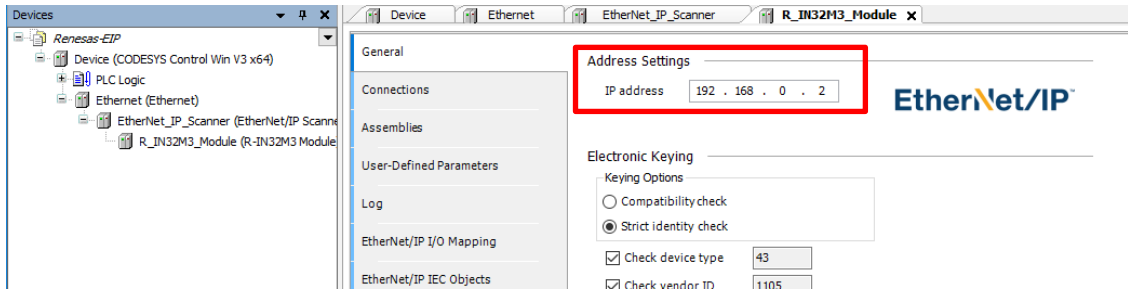 Devices
Renesas-EIP
Device (CODESYS Control Win V3 x64)
PLC Logic
Ethernet (Ethernet)
EtherNet_IP_Scanner (EtherNet/IP Scanne
R_IN32M3_Module (R-IN32M3 Module
Device
Ethernet
EtherNet_IP_Scanner
R_IN32M3_Module
General
Connections
Assemblies
User-Defined Parameters
Log
EtherNet/IP I/O Mapping
EtherNet/IP IEC Objects
Address Settings
IP address 192 . 168 . 0 . 2
EtherNet/IP™
Electronic Keying
Keying Options
Compatibility check
Strict identity check
Check device type 43
Check vendor ID 1105